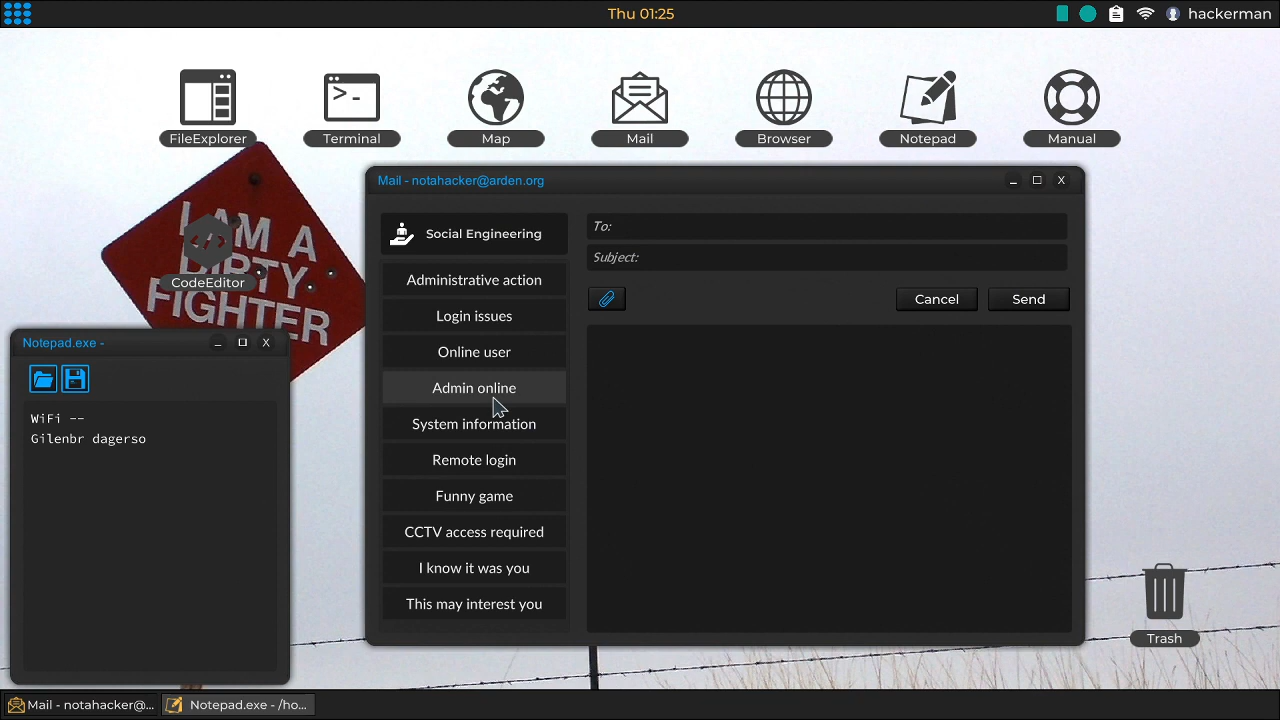 Thu 01:25
hackerman
FileExplorer
Terminal
Map
Mail
Browser
Notepad
Manual
I AM A
DIRTY
FIGHTER
CodeEditor
Mail - notahacker@arden.org
Social Engineering
Administrative action
Login issues
Online user
Admin online
System information
Remote login
Funny game
CCTV access required
I know it was you
This may interest you
To:
Subject:
Cancel
Send
Notepad.exe -
WiFi --
Gilenbr dagerso
Trash
Mail - notahacker@...
Notepad.exe - /ho...